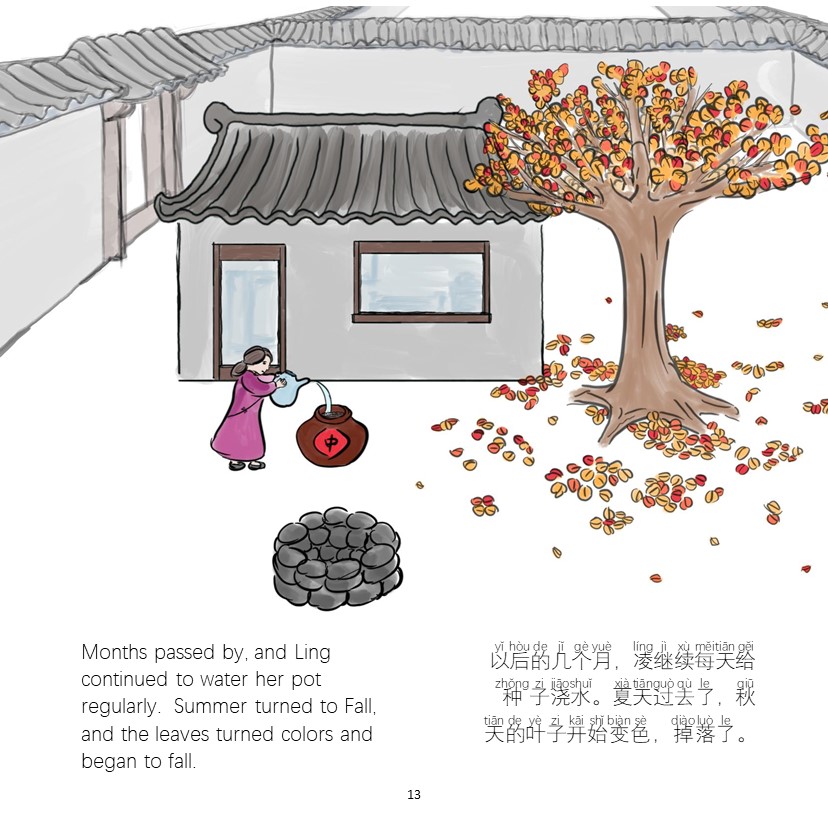 中
Months passed by, and Ling
continued to water her pot
regularly.  Summer turned to Fall,
and the leaves turned colors and
began to fall.
yǐ hòu de jǐ gè yuè líng jì xù měitiān gěi
以后的几个月，凌继续每天给
zhōng zi jiāoshuǐ xià tiānguò qù le qiū
种子浇水。夏天过去了，秋
tiān de yè zi kāi shǐ biàn sè diàoluò le
天的叶子开始变色，掉落了。
13